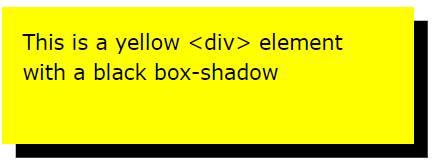 This is a yellow <div> element
with a black box-shadow